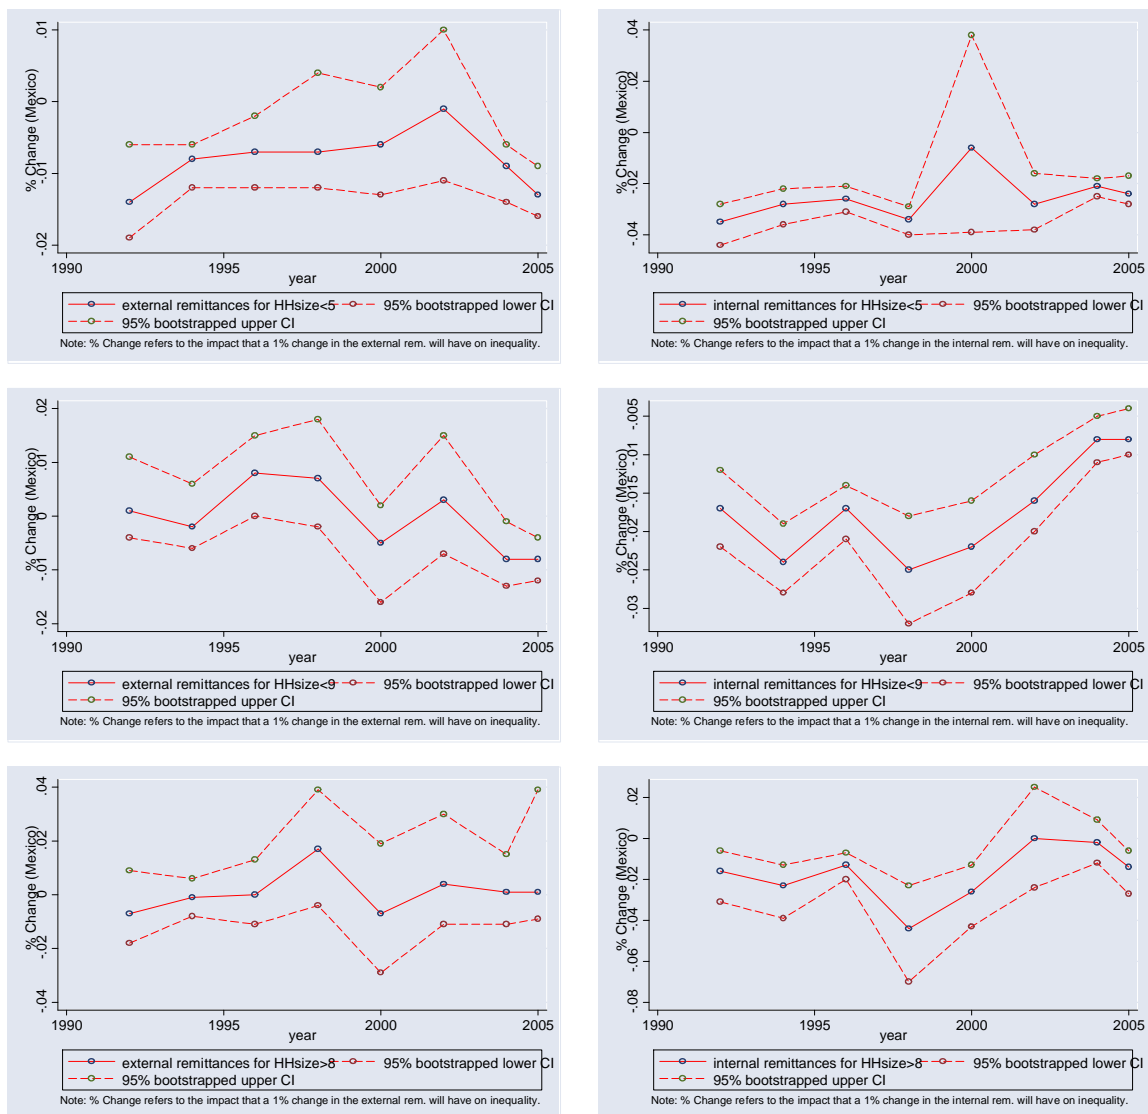 % Change (Mexico)
.01
0
-.01
-.02
1990 1995 2000 2005
year
external remittances for HHsize<5 95% bootstrapped lower CI
95% bootstrapped upper CI
Note: % Change refers to the impact that a 1% change in the external rem. will have on inequality.
% Change (Mexico)
.04
.02
0
-.02
-.04
1990 1995 2000 2005
year
internal remittances for HHsize<5 95% bootstrapped lower CI
95% bootstrapped upper CI
Note: % Change refers to the impact that a 1% change in the internal rem. will have on inequality.
% Change (Mexico)
.02
.01
0
-.01
-.02
1990 1995 2000 2005
year
external remittances for HHsize<9 95% bootstrapped lower CI
95% bootstrapped upper CI
Note: % Change refers to the impact that a 1% change in the external rem. will have on inequality.
% Change (Mexico)
-.005
-.01
-.015
-.02
-.025
-.03
1990 1995 2000 2005
year
internal remittances for HHsize<9 95% bootstrapped lower CI
95% bootstrapped upper CI
Note: % Change refers to the impact that a 1% change in the internal rem. will have on inequality.
% Change (Mexico)
.04
.02
0
-.02
-.04
1990 1995 2000 2005
year
external remittances for HHsize>8 95% bootstrapped lower CI
95% bootstrapped upper CI
Note: % Change refers to the impact that a 1% change in the external rem. will have on inequality.
% Change (Mexico)
.02
0
-.02
-.04
-.06
-.08
1990 1995 2000 2005
year
internal remittances for HHsize>8 95% bootstrapped lower CI
95% bootstrapped upper CI
Note: % Change refers to the impact that a 1% change in the internal rem. will have on inequality.